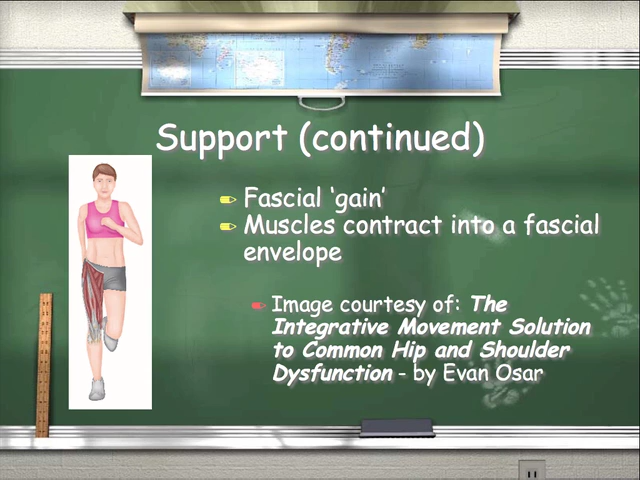 Support (continued)
Fascial ‘gain’
Muscles contract into a fascial
envelope
Image courtesy of: The
Integrative Movement Solution
to Common Hip and Shoulder
Dysfunction - by Evan Osar